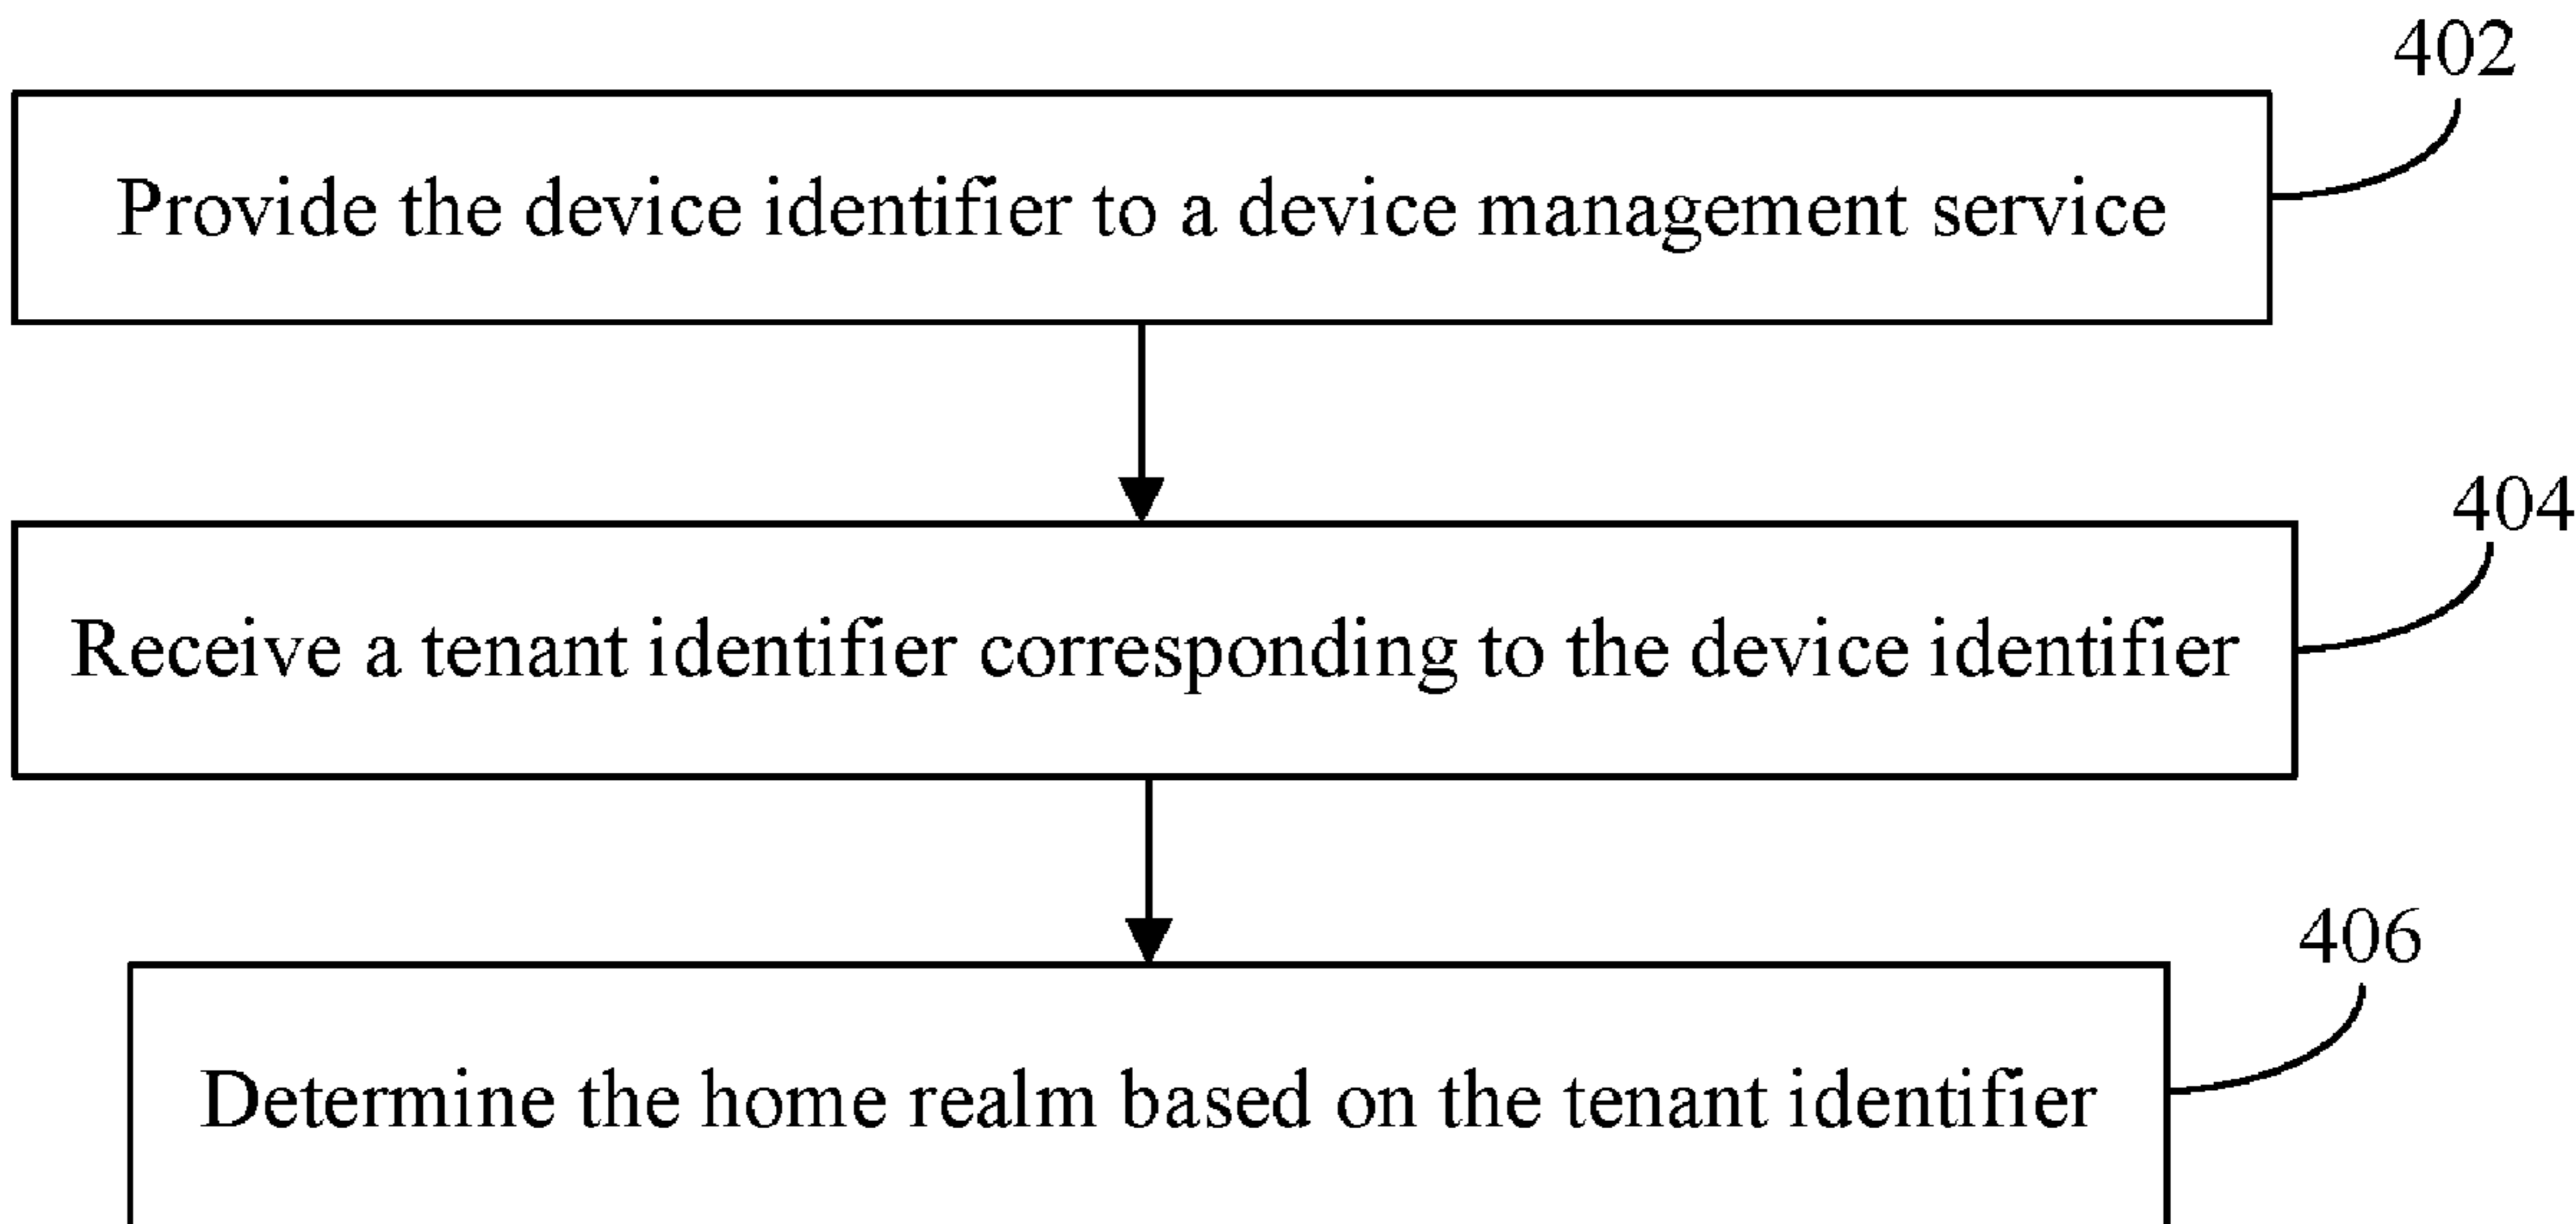 402
Provide the device identifier to a device management service
404
Receive a tenant identifier corresponding to the device identifier
406
Determine the home realm based on the tenant identifier